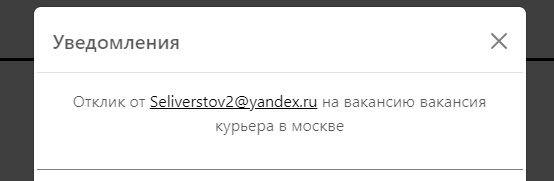 Уведомления
Отклик от Seliverstov2@yandex.ru на вакансию вакансия
курьера в москве